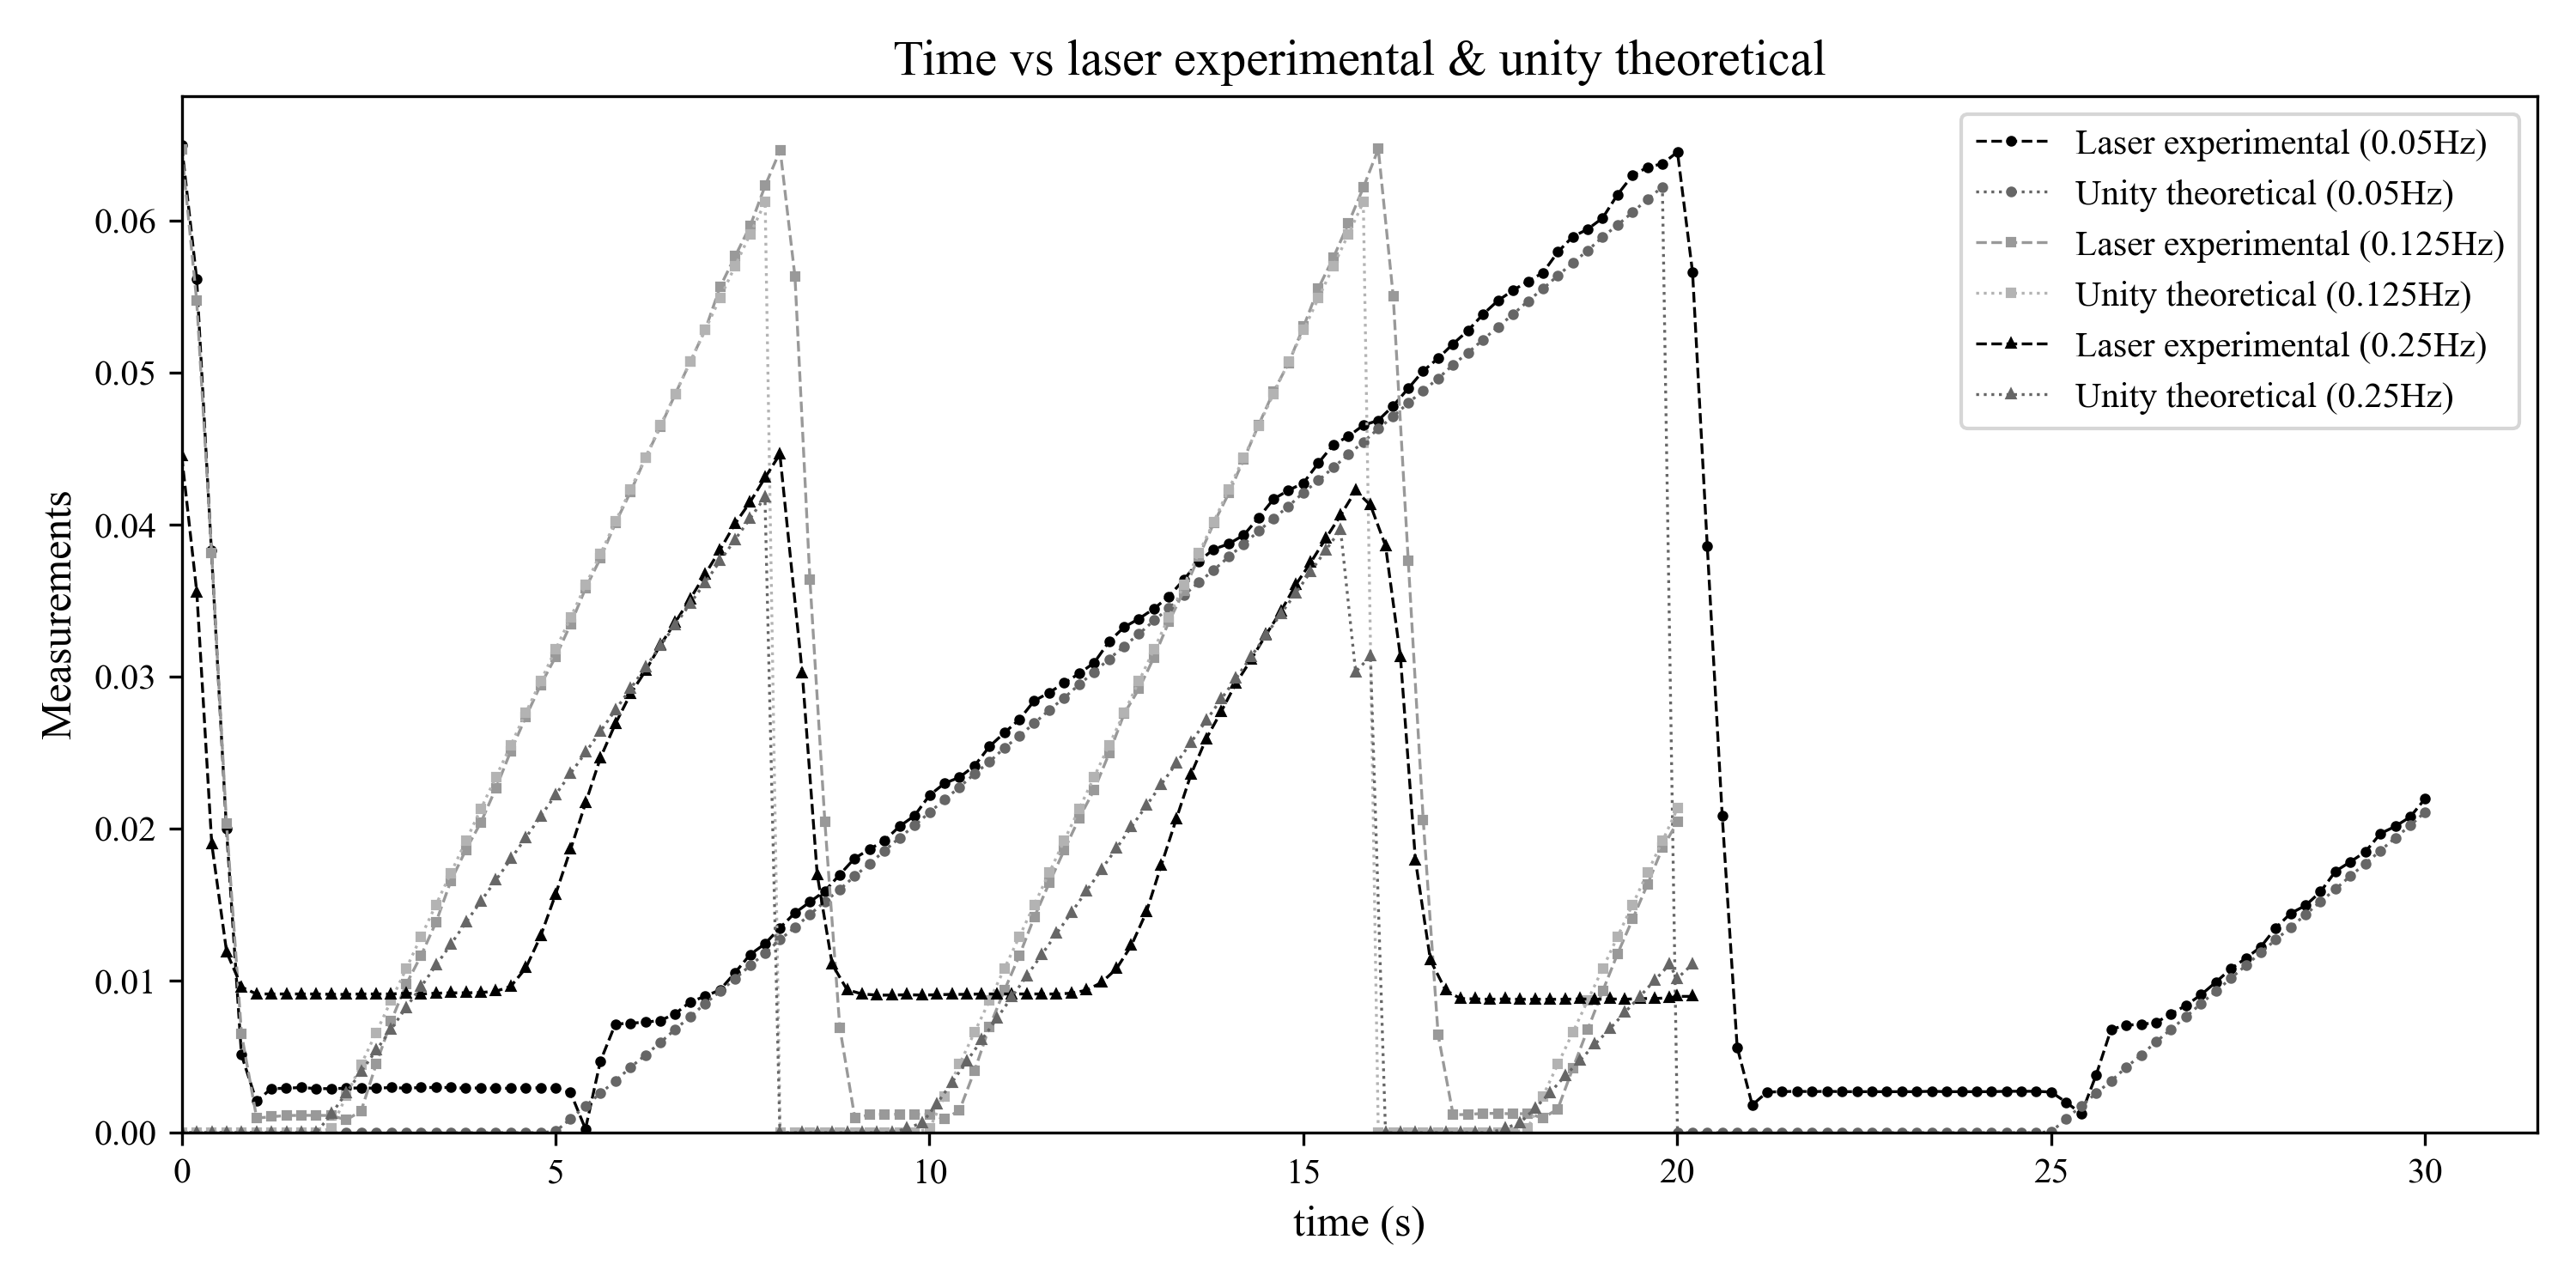 Time vs laser experimental & unity theoretical
Laser experimental (0.05Hz)
Unity theoretical (0.05Hz)
Laser experimental (0.125Hz)
Unity theoretical (0.125Hz)
Laser experimental (0.25Hz)
Unity theoretical (0.25Hz)
Measurements
0.06
0.05
0.04
0.03
0.02
0.01
0.00
0 5 10 15 20 25 30
time (s)